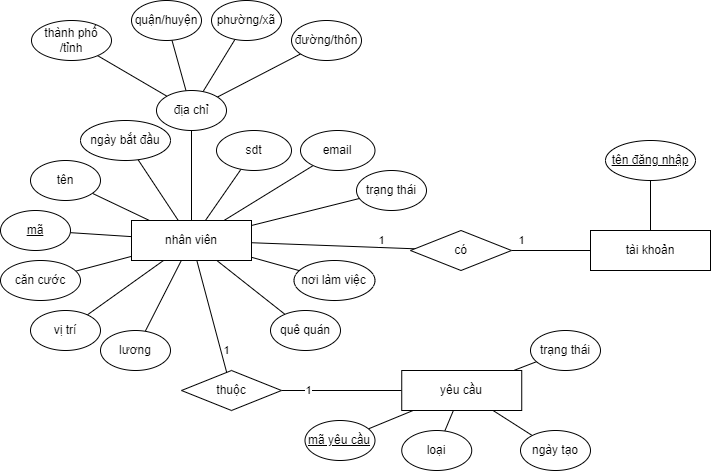 quận/huyện
phường/xã
thành phố
/tỉnh
đường/thôn
địa chỉ
ngày bắt đầu
sdt
email
tên đăng nhập
tên
trạng thái
mã
nhân viên
1
có
1
tài khoản
căn cước
nơi làm việc
vị trí
lương
quê quán
1
trạng thái
thuộc
1
yêu cầu
mã yêu cầu
loại
ngày tạo